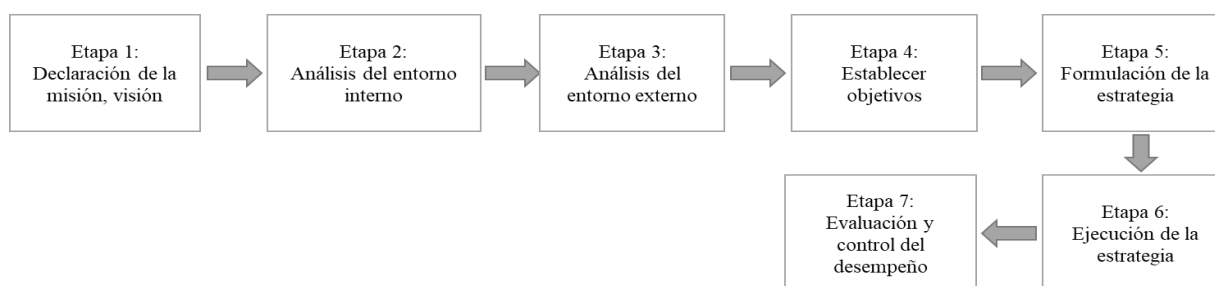 Etapa 1:
Declaración de la
misión, visión
Etapa 2:
Análisis del entorno
interno
Etapa 3:
Análisis del
entorno externo
Etapa 4:
Establecer
objetivos
Etapa 5:
Formulación de la
estrategia
Etapa 6:
Ejecución de la
estrategia
Etapa 7:
Evaluación y
control del
desempeño